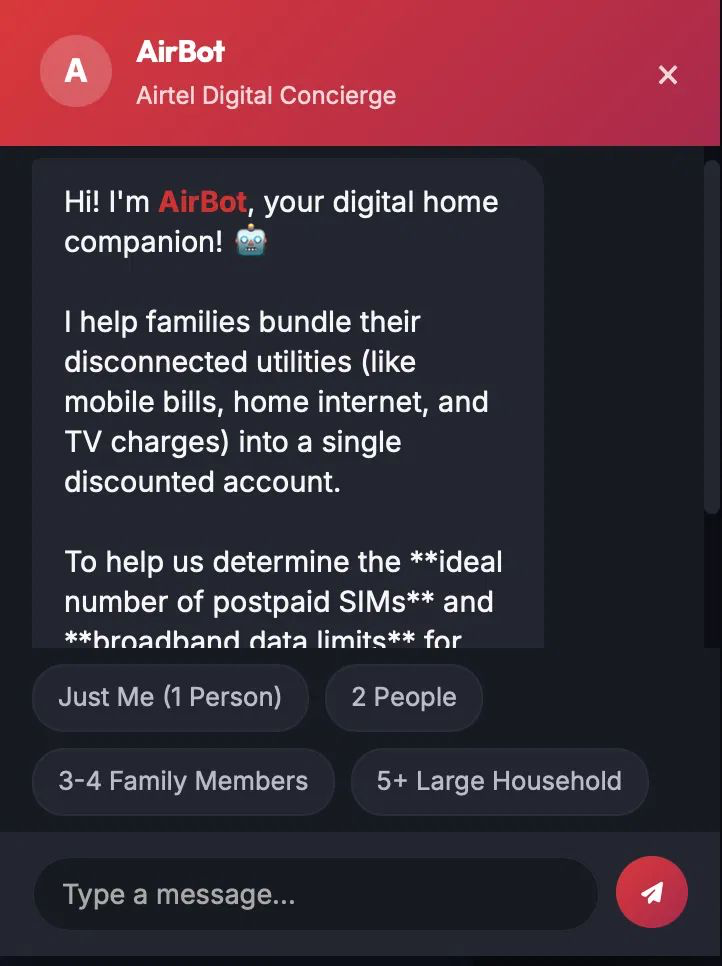 A
AirBot
Airtel Digital Concierge
×
Hi! I'm AirBot, your digital home
companion! 🤖
I help families bundle their
disconnected utilities (like
mobile bills, home internet, and
TV charges) into a single
discounted account.
To help us determine the **ideal
number of postpaid SIMs** and
**broadband data limits** for
Just Me (1 Person)
2 People
3-4 Family Members
5+ Large Household
Type a message...